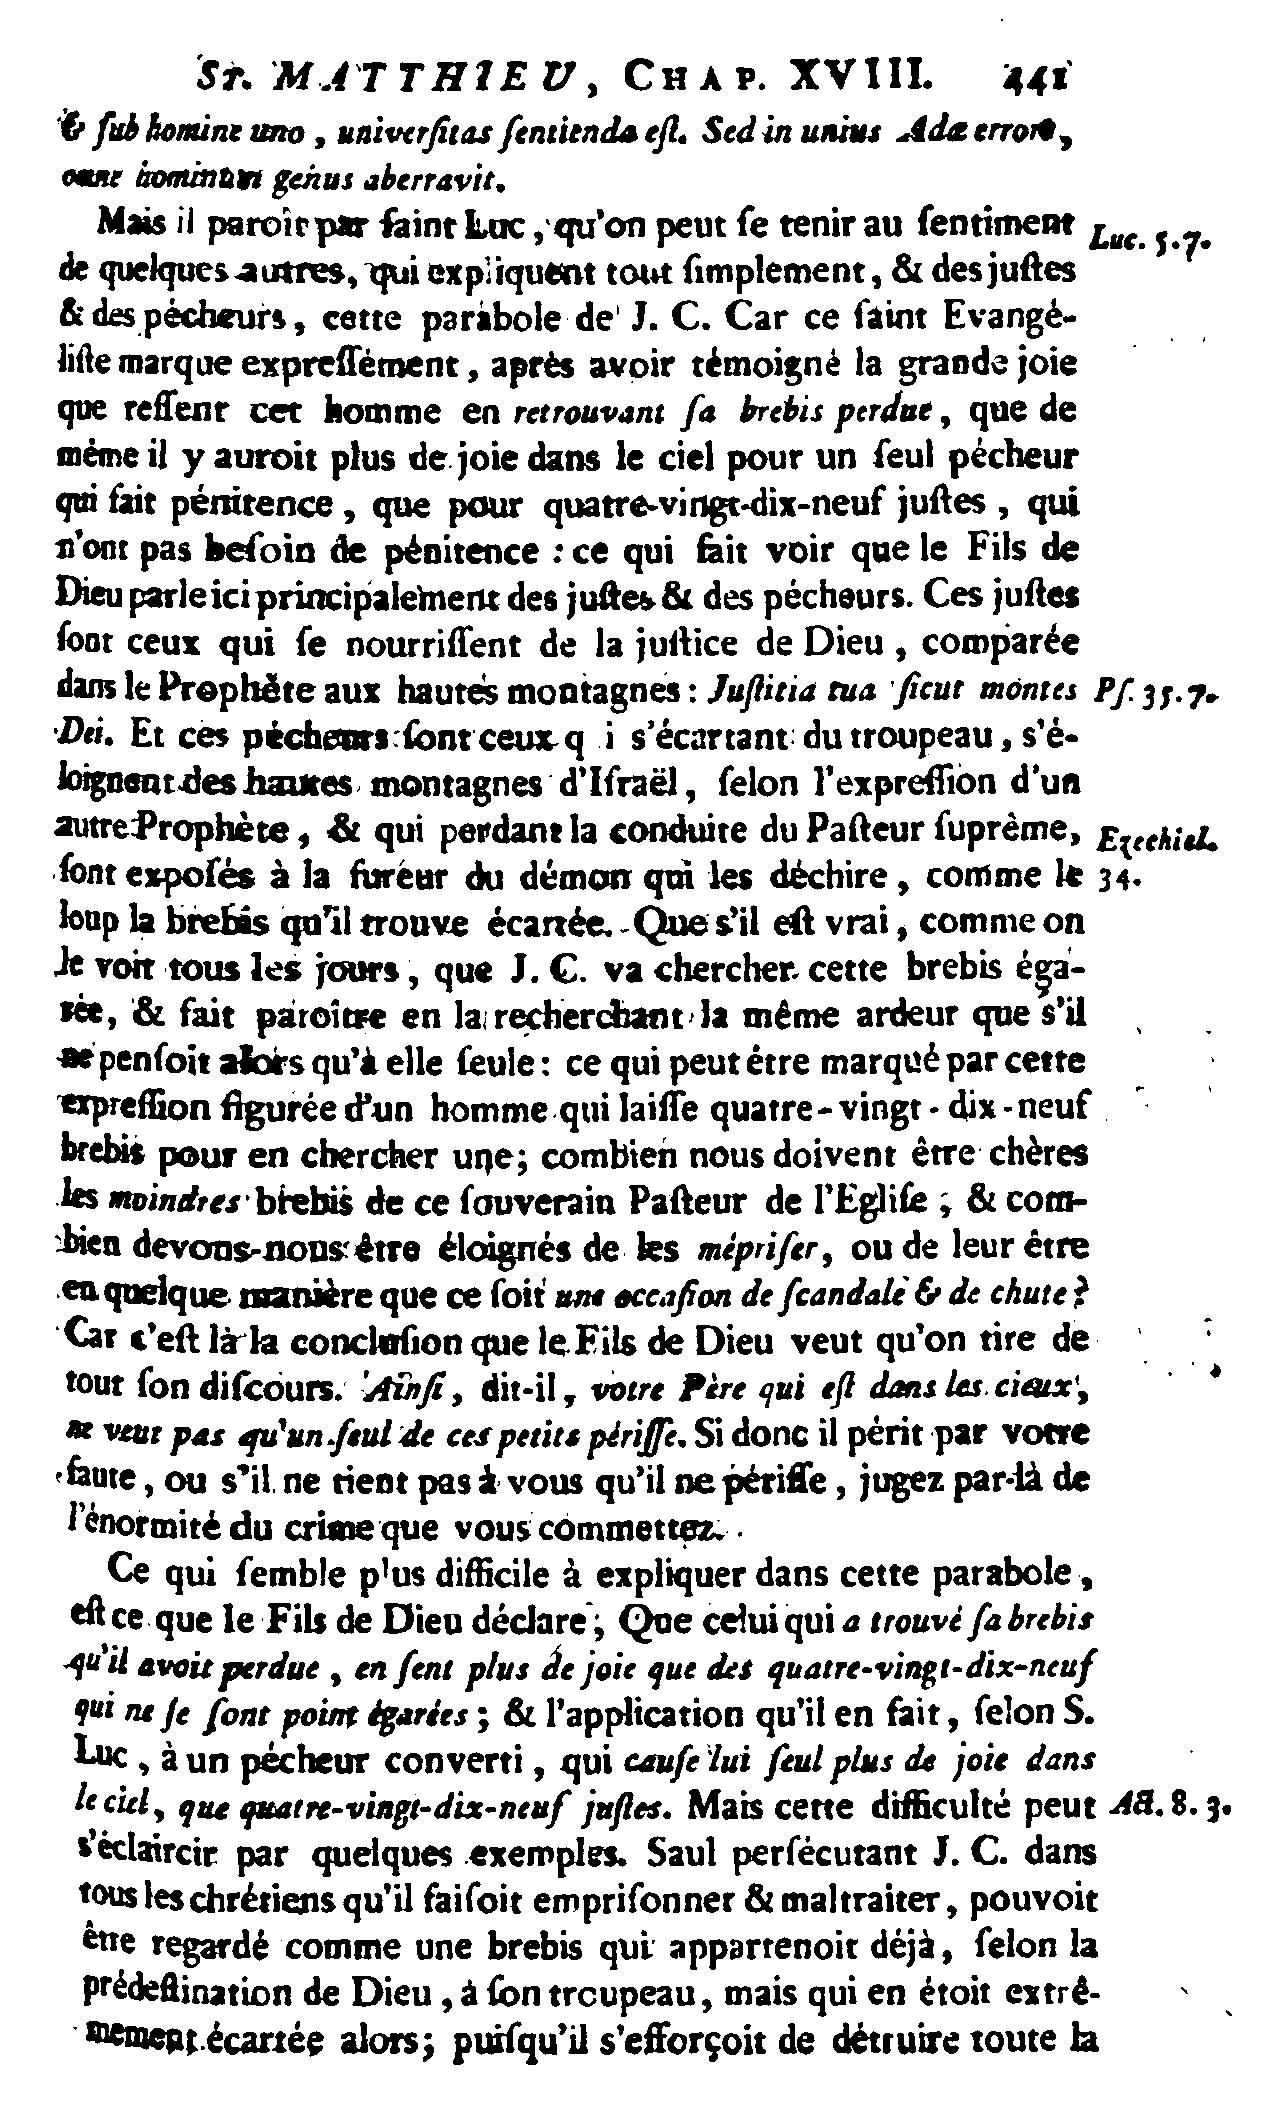 St. MATTHIEU, CHAP. XVIII. 441
& ſub homine uno, univerſitas ſentienda eſt. Sed in unius Adæ errore,
omne hominum genus aberravit.
Mais il paroît par ſaint Luc, qu'on peut ſe tenir au ſentiment
Luc. 5. 7.
de quelques autres, qui expliquent tout ſimplement, & des juſtes
& des pécheurs, cette parabole de J. C. Car ce ſaint Evangé-
liſte marque expreſſément, après avoir témoigné la grande joie
que reſſent cet homme en retrouvant ſa brebis perdue, que de
même il y auroit plus de joie dans le ciel pour un ſeul pécheur
qui fait pénitence, que pour quatre-vingt-dix-neuf juſtes, qui
n'ont pas beſoin de pénitence : ce qui fait voir que le Fils de
Dieu parle ici principalement des juſtes & des pécheurs. Ces juſtes
ſont ceux qui ſe nourriſſent de la juſtice de Dieu, comparée
dans le Prophête aux hautes montagnes : Juſtitia tua ſicut montes
Pſ. 35. 7.
Dei. Et ces pécheurs ſont ceux q i s'écartant du troupeau, s'é-
loignent des hautes montagnes d'Iſraël, ſelon l'expreſſion d'un
autre Prophète, & qui perdant la conduite du Paſteur ſuprème,
Ezechiel.
ſont expoſés à la fureur du démon qui les déchire, comme le
34.
loup la brebis qu'il trouve écartée. Que s'il eſt vrai, comme on
le voit tous les jours, que J. C. va chercher cette brebis éga-
rée, & fait paroître en la recherchant la même ardeur que s'il
ne penſoit alors qu'à elle ſeule : ce qui peut être marqué par cette
expreſſion figurée d'un homme qui laiſſe quatre-vingt-dix-neuf
brebis pour en chercher une ; combien nous doivent être chères
les moindres brebis de ce ſouverain Paſteur de l'Egliſe ; & com-
bien devons-nous être éloignés de les mépriſer, ou de leur être
en quelque manière que ce ſoit une occaſion de ſcandale & de chute ?
Car c'eſt là la concluſion que le Fils de Dieu veut qu'on tire de
tout ſon diſcours. Ainſi, dit-il, votre Père qui eſt dans les cieux,
ne veut pas qu'un ſeul de ces petits périſſe. Si donc il périt par votre
faute, ou s'il ne tient pas à vous qu'il ne périſſe, jugez par-là de
l'énormité du crime que vous commettez.
Ce qui ſemble plus difficile à expliquer dans cette parabole,
eſt ce que le Fils de Dieu déclare ; Que celui qui a trouvé ſa brebis
qu'il avoit perdue, en ſent plus de joie que des quatre-vingt-dix-neuf
qui ne ſe ſont point égarées ; & l'application qu'il en fait, ſelon S.
Luc, à un pécheur converti, qui cauſe lui ſeul plus de joie dans
le ciel, que quatre-vingt-dix-neuf juſtes. Mais cette difficulté peut
Act. 8. 3.
s'éclaircir par quelques exemples. Saul perſécutant J. C. dans
tous les chrétiens qu'il faiſoit empriſonner & maltraiter, pouvoit
être regardé comme une brebis qui appartenoit déjà, ſelon la
prédeſtination de Dieu, à ſon troupeau, mais qui en étoit extrê-
mement écartée alors ; puiſqu'il s'efforçoit de détruire toute la